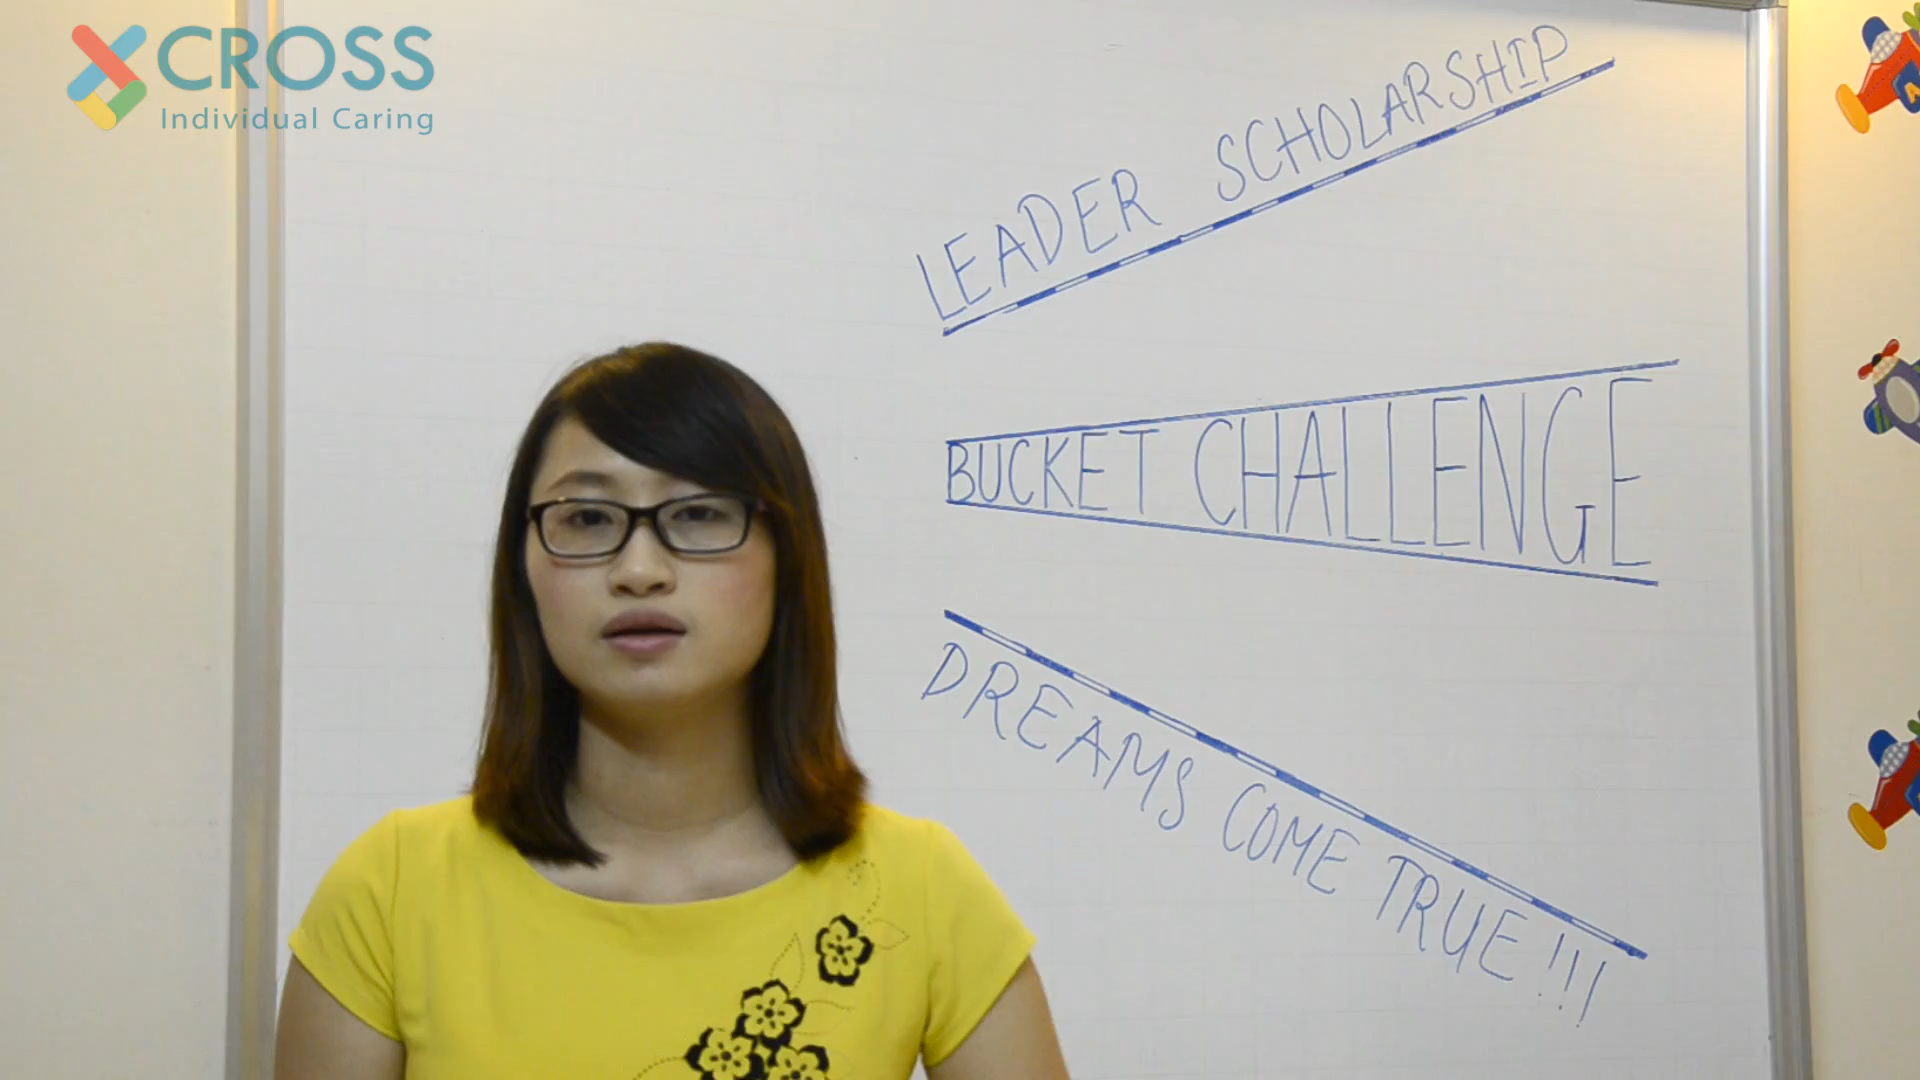 CROSS
Individual Caring
LEADER SCHOLARSHIP
BUCKET CHALLENGE
DREAMS COME TRUE!!!